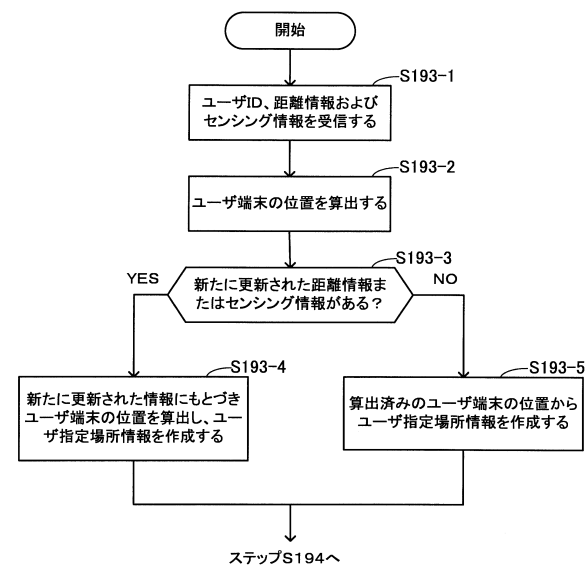 開始
S193-1
ユーザID、距離情報および
センシング情報を受信する
S193-2
ユーザ端末の位置を算出する
S193-3
新たに更新された距離情報ま
たはセンシング情報がある?
YES
NO
S193-4
新たに更新された情報にもとづき
ユーザ端末の位置を算出し、ユー
ザ指定場所情報を作成する
S193-5
算出済みのユーザ端末の位置から
ユーザ指定場所情報を作成する
ステップS194へ